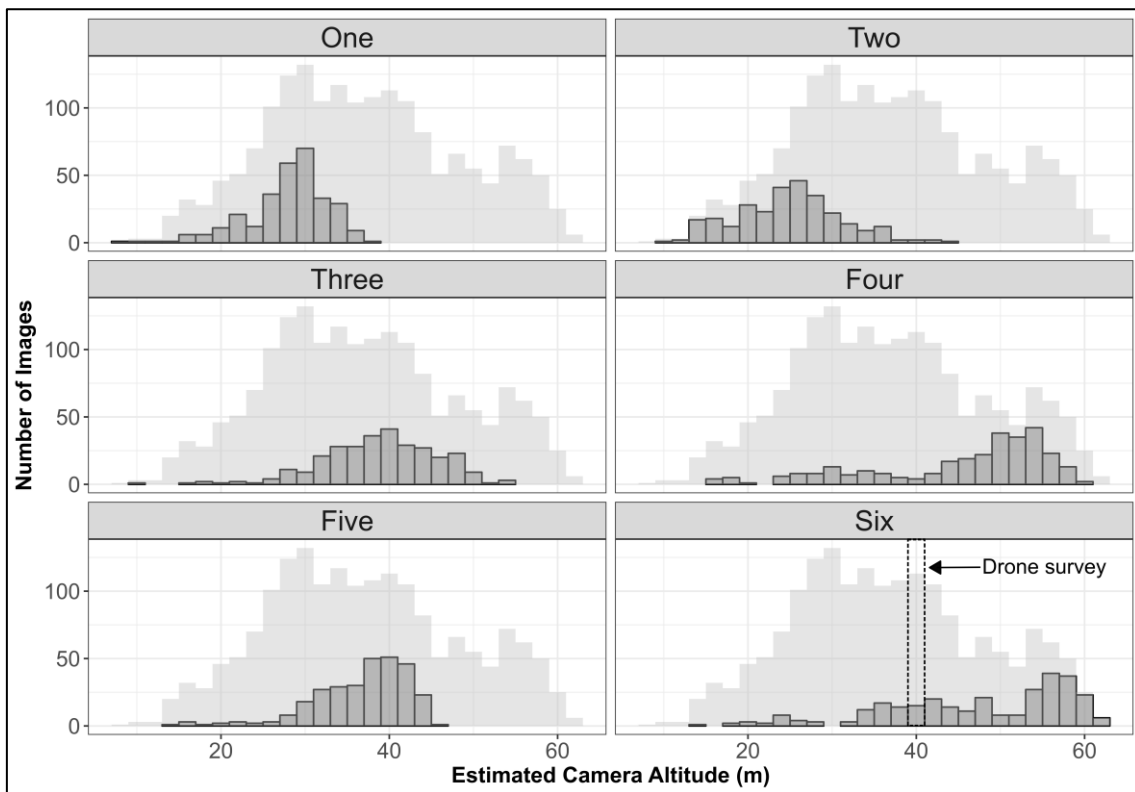 One
Two
100
50
0
Three
Four
Number of Images
100
50
0
Five
Six
Drone survey
100
50
0
20
40
60
20
40
60
Estimated Camera Altitude (m)